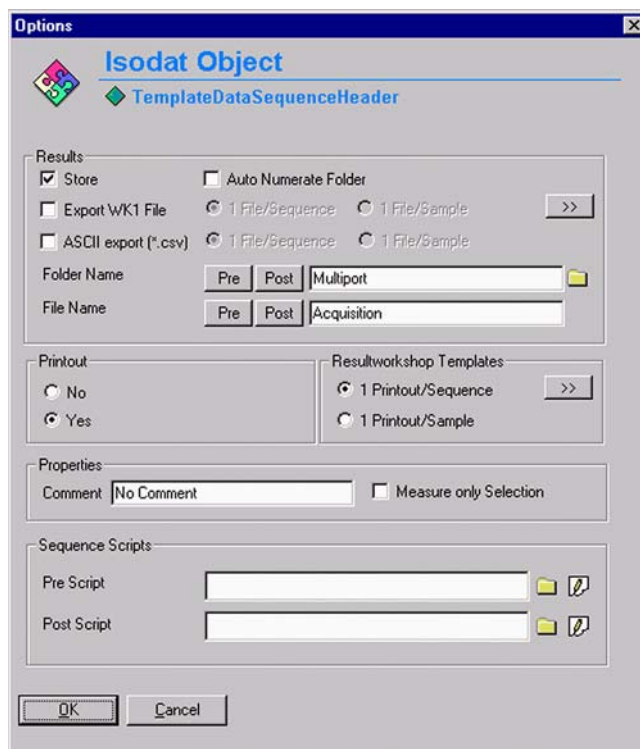 Options
Isodat Object
TemplateDataSequenceHeader
Results
Store Auto Numerate Folder
Export WK1 File 1 File/Sequence 1 File/Sample >>
ASCII export (*.csv) 1 File/Sequence 1 File/Sample
Folder Name Pre Post Multiport
File Name Pre Post Acquisition
Printout Resultworkshop Templates
No 1 Printout/Sequence >>
Yes 1 Printout/Sample
Properties
Comment No Comment Measure only Selection
Sequence Scripts
Pre Script
Post Script
OK Cancel